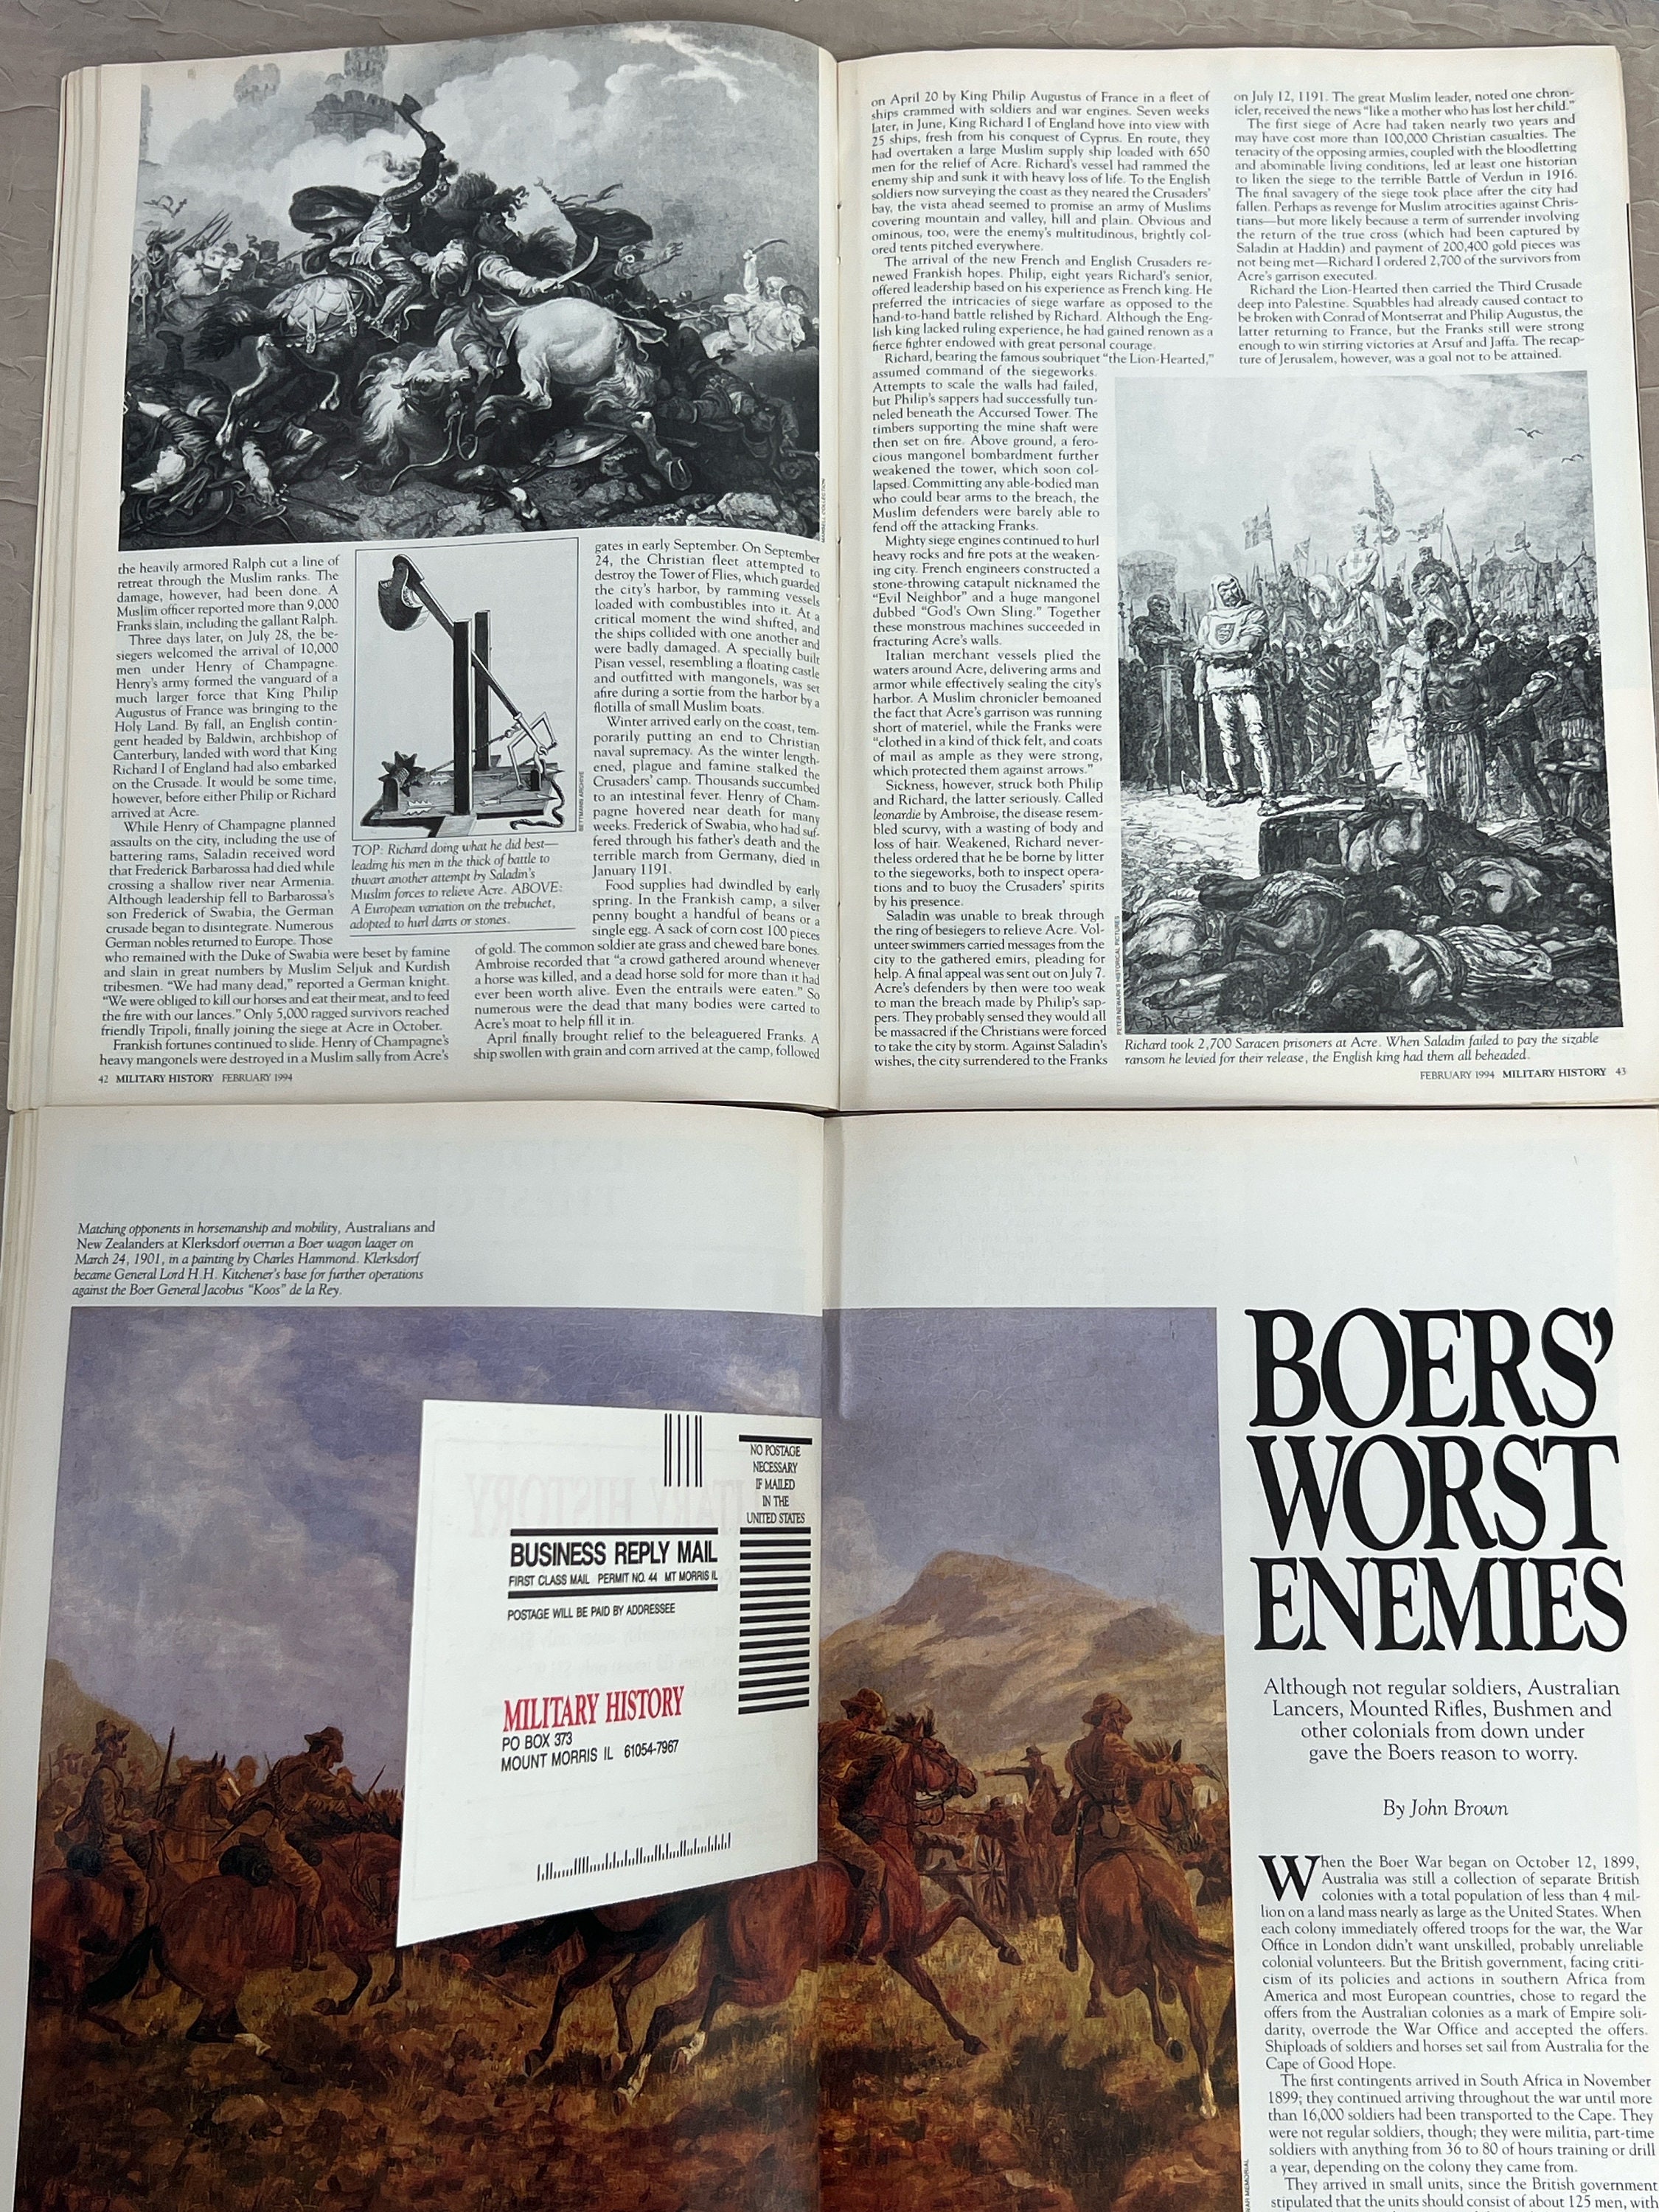 the heavily armored Ralph cut a line of
retreat through the Muslim ranks. The
damage, however, had been done. A
Muslim officer reported more than 9,000
Franks slain, including the gallant Ralph.
Three days later, on July 28, the be-
siegers welcomed the arrival of 10,000
men under Henry of Champagne.
Henry's army formed the vanguard of a
much larger force that King Philip
Augustus of France was bringing to the
Holy Land. By fall, an English contin-
gent headed by Baldwin, archbishop of
Canterbury, landed with word that King
Richard I of England had also embarked
on the Crusade. It would be some time,
however, before either Philip or Richard
arrived at Acre.
While Henry of Champagne planned
assaults on the city, including the use of
battering rams, Saladin received word
that Frederick Barbarossa had died while
crossing a shallow river near Armenia.
Although leadership fell to Barbarossa's
son Frederick of Swabia, the German
crusade began to disintegrate. Numerous
German nobles returned to Europe. Those
who remained with the Duke of Swabia were beset by famine
and slain in great numbers by Muslim Seljuk and Kurdish
tribesmen. "We had many dead," reported a German knight.
"We were obliged to kill our horses and eat their meat, and to feed
the fire with our lances." Only 5,000 ragged survivors reached
friendly Tripoli, finally joining the siege at Acre in October.
Frankish fortunes continued to slide. Henry of Champagne's
heavy mangonels were destroyed in a Muslim sally from Acre's
BETTMANN ARCHIVE
TOP: Richard doing what he did best—
leading his men in the thick of battle to
thwart another attempt by Saladin's
Muslim forces to relieve Acre. ABOVE:
A European variation on the trebuchet,
adopted to hurl darts or stones.
MANSELL COLLECTION
gates in early September. On September
24, the Christian fleet attempted to
destroy the Tower of Flies, which guarded
the city's harbor, by ramming vessels
loaded with combustibles into it. At a
critical moment the wind shifted, and
the ships collided with one another and
were badly damaged. A specially built
Pisan vessel, resembling a floating castle
and outfitted with mangonels, was set
afire during a sortie from the harbor by a
flotilla of small Muslim boats.
Winter arrived early on the coast, tem-
porarily putting an end to Christian
naval supremacy. As the winter length-
ened, plague and famine stalked the
Crusaders' camp. Thousands succumbed
to an intestinal fever. Henry of Cham-
pagne hovered near death for many
weeks. Frederick of Swabia, who had suf-
fered through his father's death and the
terrible march from Germany, died in
January 1191.
Food supplies had dwindled by early
spring. In the Frankish camp, a silver
penny bought a handful of beans or a
single egg. A sack of corn cost 100 pieces
of gold. The common soldier ate grass and chewed bare bones.
Ambroise recorded that "a crowd gathered around whenever
a horse was killed, and a dead horse sold for more than it had
ever been worth alive. Even the entrails were eaten." So
numerous were the dead that many bodies were carted to
Acre's moat to help fill it in.
April finally brought relief to the beleaguered Franks. A
ship swollen with grain and corn arrived at the camp, followed
42 MILITARY HISTORY FEBRUARY 1994
on April 20 by King Philip Augustus of France in a fleet of
ships crammed with soldiers and war engines. Seven weeks
later, in June, King Richard I of England hove into view with
25 ships, fresh from his conquest of Cyprus. En route, they
had overtaken a large Muslim supply ship loaded with 650
men for the relief of Acre. Richard's vessel had rammed the
enemy ship and sunk it with heavy loss of life. To the English
soldiers now surveying the coast as they neared the Crusaders'
bay, the vista ahead seemed to promise an army of Muslims
covering mountain and valley, hill and plain. Obvious and
ominous, too, were the enemy's multitudinous, brightly col-
ored tents pitched everywhere.
The arrival of the new French and English Crusaders re-
newed Frankish hopes. Philip, eight years Richard's senior,
offered leadership based on his experience as French king. He
preferred the intricacies of siege warfare as opposed to the
hand-to-hand battle relished by Richard. Although the Eng-
lish king lacked ruling experience, he had gained renown as a
fierce fighter endowed with great personal courage.
Richard, bearing the famous soubriquet "the Lion-Hearted,"
assumed command of the siegeworks.
Attempts to scale the walls had failed,
but Philip's sappers had successfully tun-
neled beneath the Accursed Tower. The
timbers supporting the mine shaft were
then set on fire. Above ground, a fero-
cious mangonel bombardment further
weakened the tower, which soon col-
lapsed. Committing any able-bodied man
who could bear arms to the breach, the
Muslim defenders were barely able to
fend off the attacking Franks.
Mighty siege engines continued to hurl
heavy rocks and fire pots at the weaken-
ing city. French engineers constructed a
stone-throwing catapult nicknamed the
"Evil Neighbor" and a huge mangonel
dubbed "God's Own Sling." Together
these monstrous machines succeeded in
fracturing Acre's walls.
Italian merchant vessels plied the
waters around Acre, delivering arms and
armor while effectively sealing the city's
harbor. A Muslim chronicler bemoaned
the fact that Acre's garrison was running
short of materiel, while the Franks were
"clothed in a kind of thick felt, and coats
of mail as ample as they were strong,
which protected them against arrows."
Sickness, however, struck both Philip
and Richard, the latter seriously. Called
leonardie by Ambroise, the disease resem-
bled scurvy, with a wasting of body and
loss of hair. Weakened, Richard never-
theless ordered that he be borne by litter
to the siegeworks, both to inspect opera-
tions and to buoy the Crusaders' spirits
by his presence.
Saladin was unable to break through
the ring of besiegers to relieve Acre. Vol-
unteer swimmers carried messages from the
city to the gathered emirs, pleading for
help. A final appeal was sent out on July 7.
Acre's defenders by then were too weak
to man the breach made by Philip's sap-
pers. They probably sensed they would all
be massacred if the Christians were forced
to take the city by storm. Against Saladin's
wishes, the city surrendered to the Franks
on July 12, 1191. The great Muslim leader, noted one chron-
icler, received the news "like a mother who has lost her child."
The first siege of Acre had taken nearly two years and
may have cost more than 100,000 Christian casualties. The
tenacity of the opposing armies, coupled with the bloodletting
and abominable living conditions, led at least one historian
to liken the siege to the terrible Battle of Verdun in 1916.
The final savagery of the siege took place after the city had
fallen. Perhaps as revenge for Muslim atrocities against Chris-
tians—but more likely because a term of surrender involving
the return of the true cross (which had been captured by
Saladin at Haddin) and payment of 200,400 gold pieces was
not being met—Richard I ordered 2,700 of the survivors from
Acre's garrison executed.
Richard the Lion-Hearted then carried the Third Crusade
deep into Palestine. Squabbles had already caused contact to
be broken with Conrad of Montserrat and Philip Augustus, the
latter returning to France, but the Franks still were strong
enough to win stirring victories at Arsuf and Jaffa. The recap-
ture of Jerusalem, however, was a goal not to be attained.
PETER NEWARK'S HISTORICAL PICTURES
Richard took 2,700 Saracen prisoners at Acre. When Saladin failed to pay the sizable
ransom he levied for their release, the English king had them all beheaded.
FEBRUARY 1994 MILITARY HISTORY 43
Matching opponents in horsemanship and mobility, Australians and
New Zealanders at Klerksdorf overrun a Boer wagon laager on
March 24, 1901, in a painting by Charles Hammond. Klerksdorf
became General Lord H.H. Kitchener's base for further operations
against the Boer General Jacobus "Koos" de la Rey.
NO POSTAGE
NECESSARY
IF MAILED
IN THE
UNITED STATES
BUSINESS REPLY MAIL
FIRST CLASS MAIL PERMIT NO. 44 MT MORRIS IL
POSTAGE WILL BE PAID BY ADDRESSEE
MILITARY HISTORY
PO BOX 373
MOUNT MORRIS IL 61054-7967
BOERS'
WORST
ENEMIES
Although not regular soldiers, Australian
Lancers, Mounted Rifles, Bushmen and
other colonials from down under
gave the Boers reason to worry.
By John Brown
When the Boer War began on October 12, 1899,
Australia was still a collection of separate British
colonies with a total population of less than 4 mil-
lion on a land mass nearly as large as the United States. When
each colony immediately offered troops for the war, the War
Office in London didn't want unskilled, probably unreliable
colonial volunteers. But the British government, facing criti-
cism of its policies and actions in southern Africa from
America and most European countries, chose to regard the
offers from the Australian colonies as a mark of Empire soli-
darity, overrode the War Office and accepted the offers.
Shiploads of soldiers and horses set sail from Australia for the
Cape of Good Hope.
The first contingents arrived in South Africa in November
1899; they continued arriving throughout the war until more
than 16,000 soldiers had been transported to the Cape. They
were not regular soldiers, though; they were militia, part-time
soldiers with anything from 36 to 80 of hours training or drill
a year, depending on the colony they came from.
They arrived in small units, since the British government
stipulated that the units should consist of about 125 men, with
WAR MEMORIAL